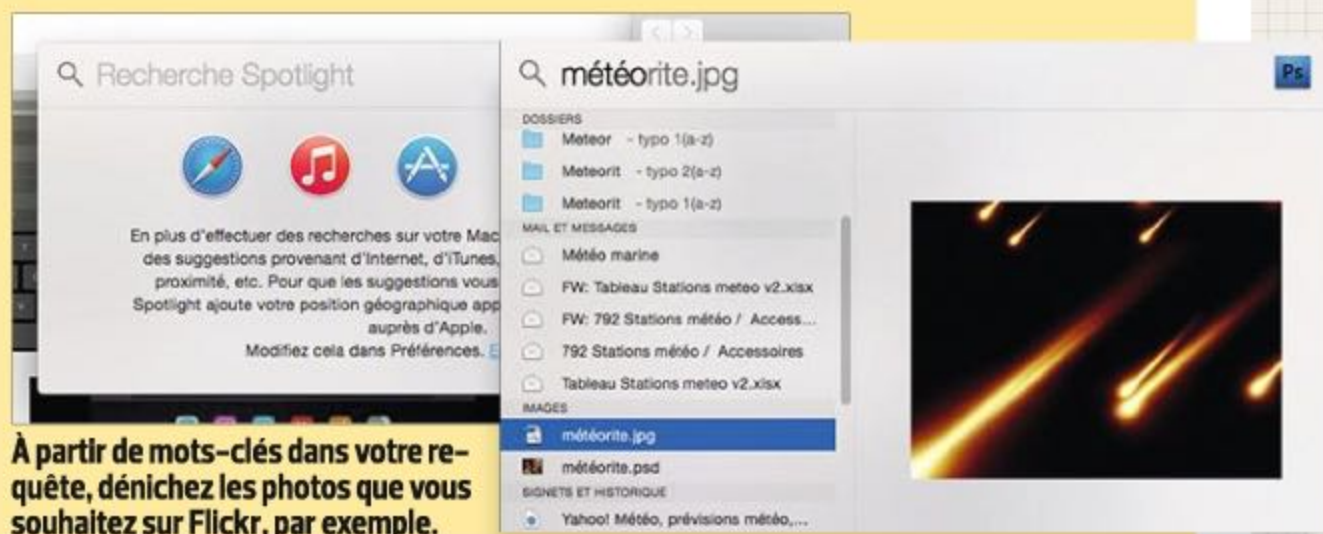 Recherche Spotlight
En plus d'effectuer des recherches sur votre Mac
des suggestions provenant d'Internet, d'iTunes,
proximité, etc. Pour que les suggestions vous
Spotlight ajoute votre position géographique app
auprès d'Apple.
Modifiez cela dans Préférences.
À partir de mots-clés dans votre re-
quête, dénichez les photos que vous
souhaitez sur Flickr, par exemple.
météorite.jpg
Ps
DOSSIERS
Meteor - typo 1(a-z)
Meteorit - typo 2(a-z)
Meteorit - typo 1(a-z)
MAIL ET MESSAGES
Météo marine
FW: Tableau Stations meteo v2.xlsx
FW: 792 Stations météo / Access...
792 Stations météo / Accessoires
Tableau Stations meteo v2.xlsx
IMAGES
météorite.jpg
météorite.psd
SIGNETS ET HISTORIQUE
Yahoo! Météo, prévisions météo,...